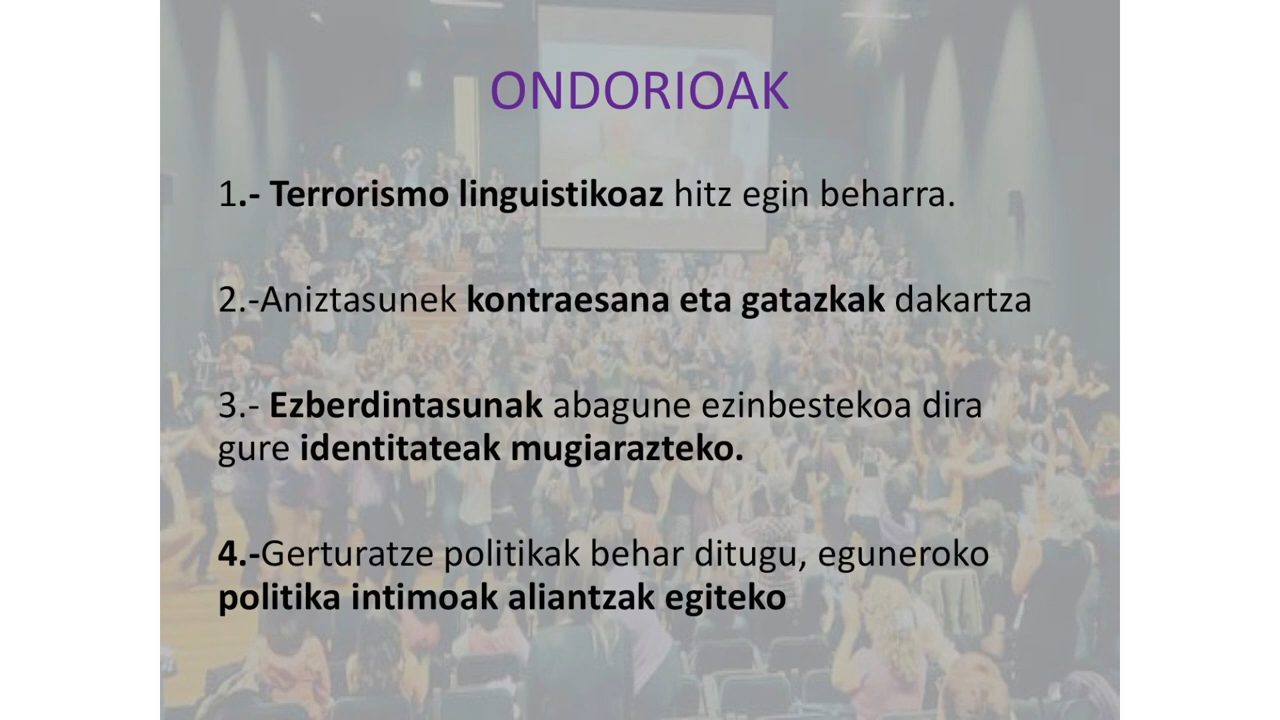 ONDORIOAK
1.- Terrorismo linguistikoaz hitz egin beharra.
2.-Aniztasunek kontraesana eta gatazkak dakartza
3.- Ezberdintasunak abagune ezinbestekoa dira
gure identitateak mugiarazteko.
4.-Gerturatze politikak behar ditugu, eguneroko
politika intimoak aliantzak egiteko